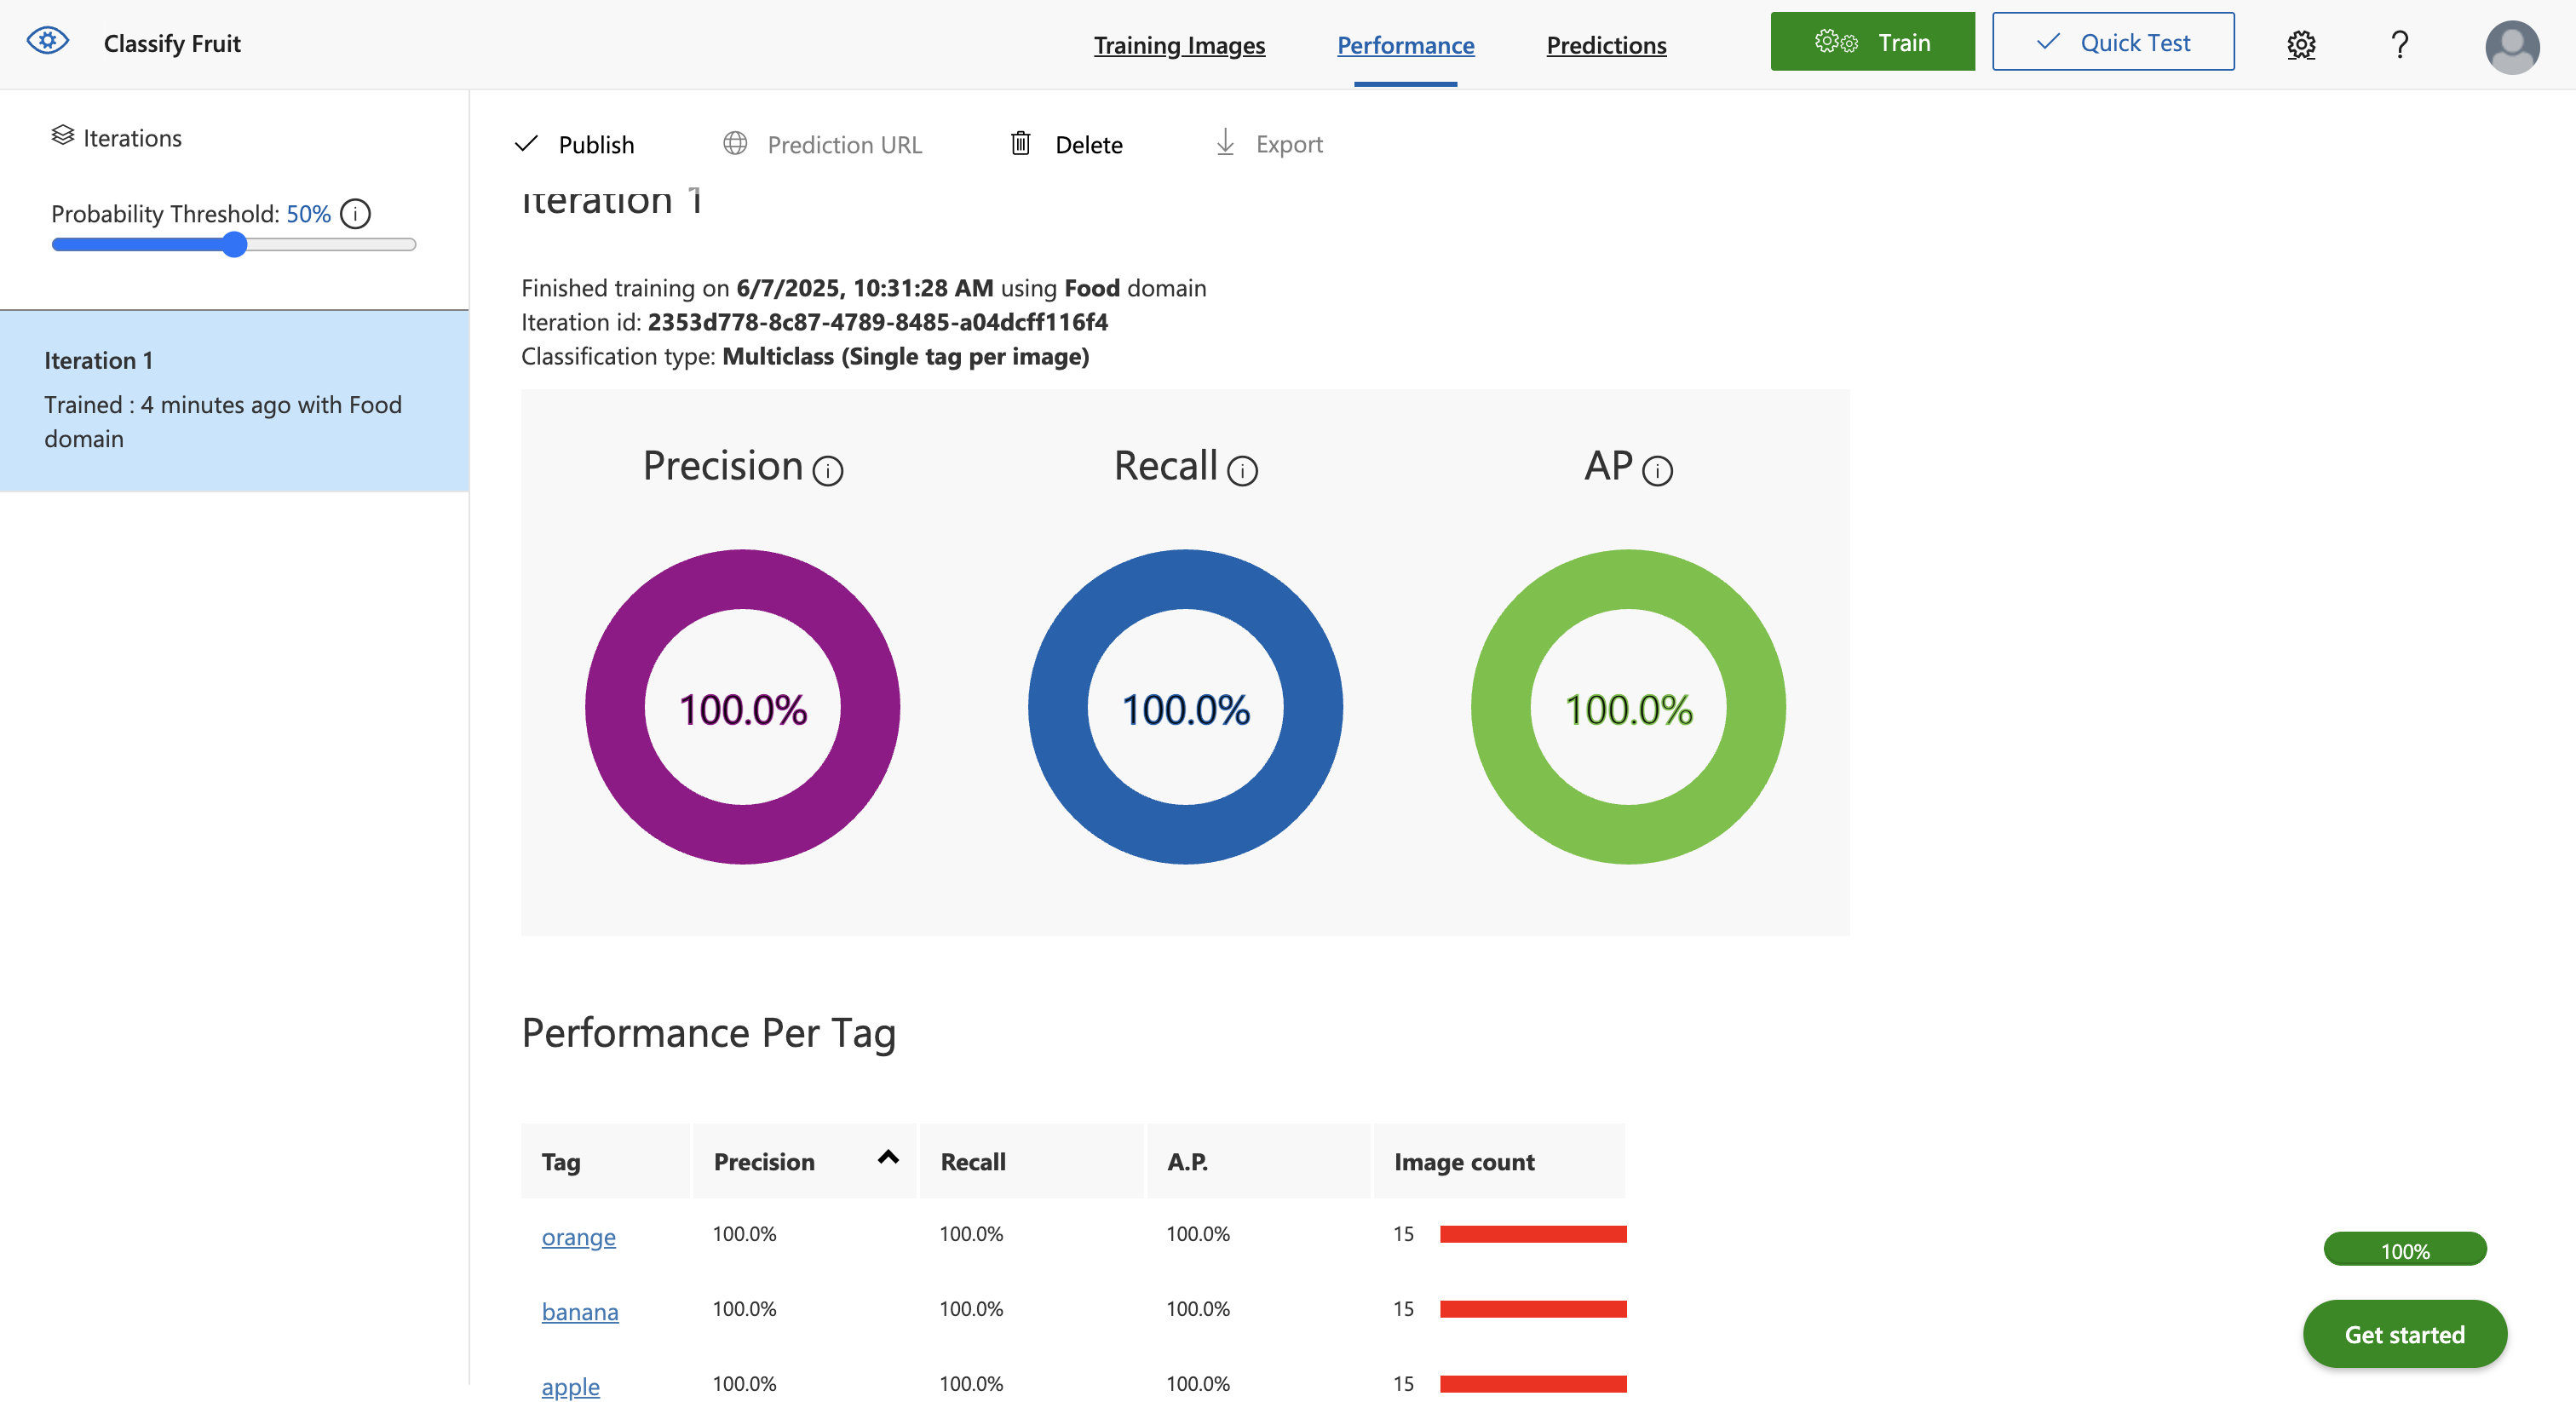 Classify Fruit
Training Images
Performance
Predictions
Train
Quick Test
?
Iterations
Probability Threshold: 50%
Iteration 1
Trained : 4 minutes ago with Food
domain
Publish
Prediction URL
Delete
Export
Iteration 1
Finished training on 6/7/2025, 10:31:28 AM using Food domain
Iteration id: 2353d778-8c87-4789-8485-a04dcff116f4
Classification type: Multiclass (Single tag per image)
Precision
Recall
AP
100.0%
100.0%
100.0%
Performance Per Tag
Tag Precision Recall A.P. Image count
orange 100.0% 100.0% 100.0% 15
banana 100.0% 100.0% 100.0% 15
apple 100.0% 100.0% 100.0% 15
100%
Get started